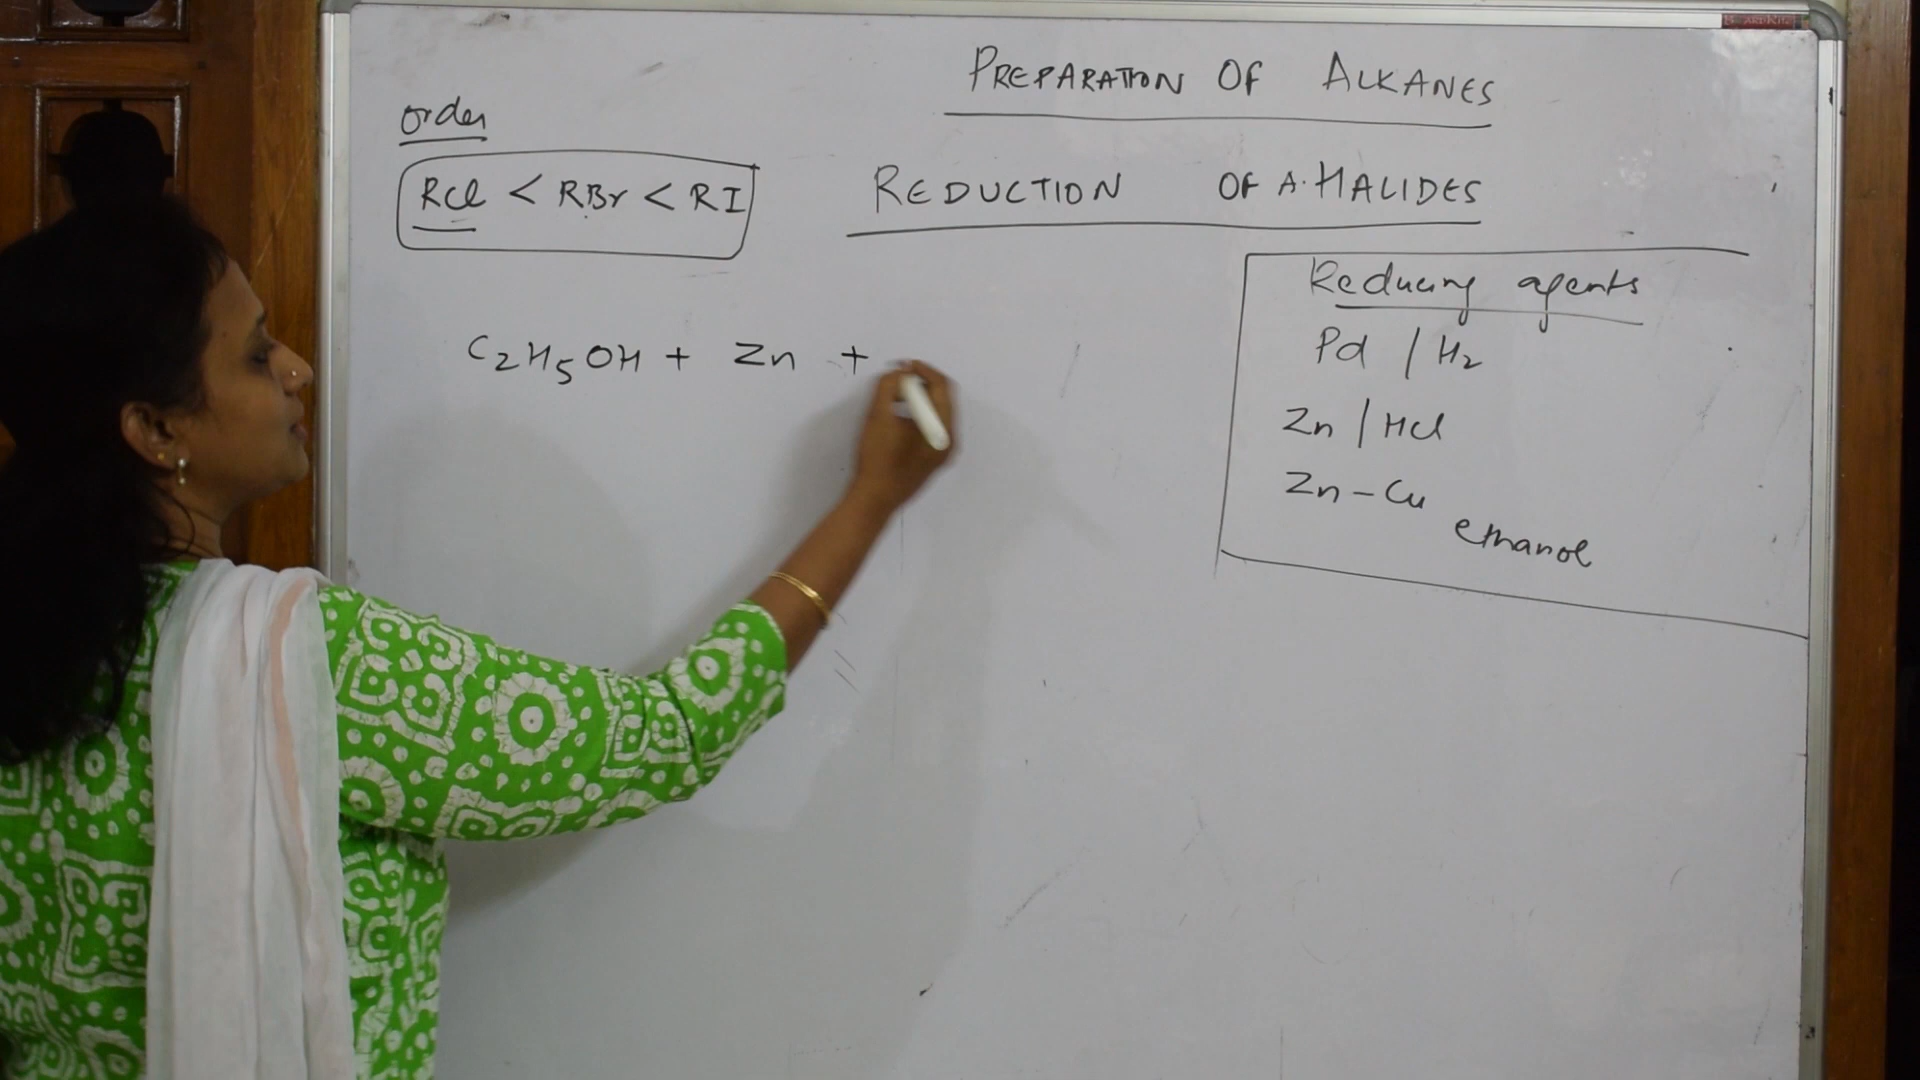 PREPARATION OF ALKANES
order
RCl < RBr < RI
REDUCTION OF A·HALIDES
Reducing agents
Pd / H2
Zn / HCl
Zn - Cu
ethanol
C2H5OH + Zn +